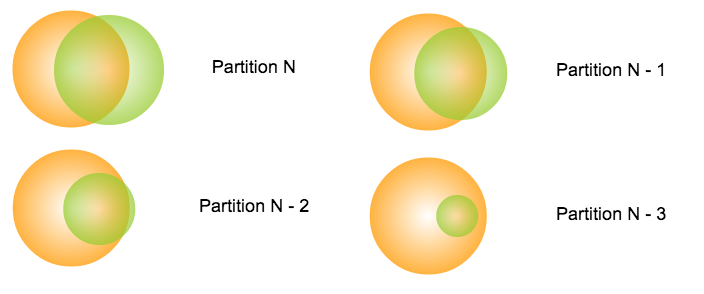 Partition N
Partition N - 1
Partition N - 2
Partition N - 3